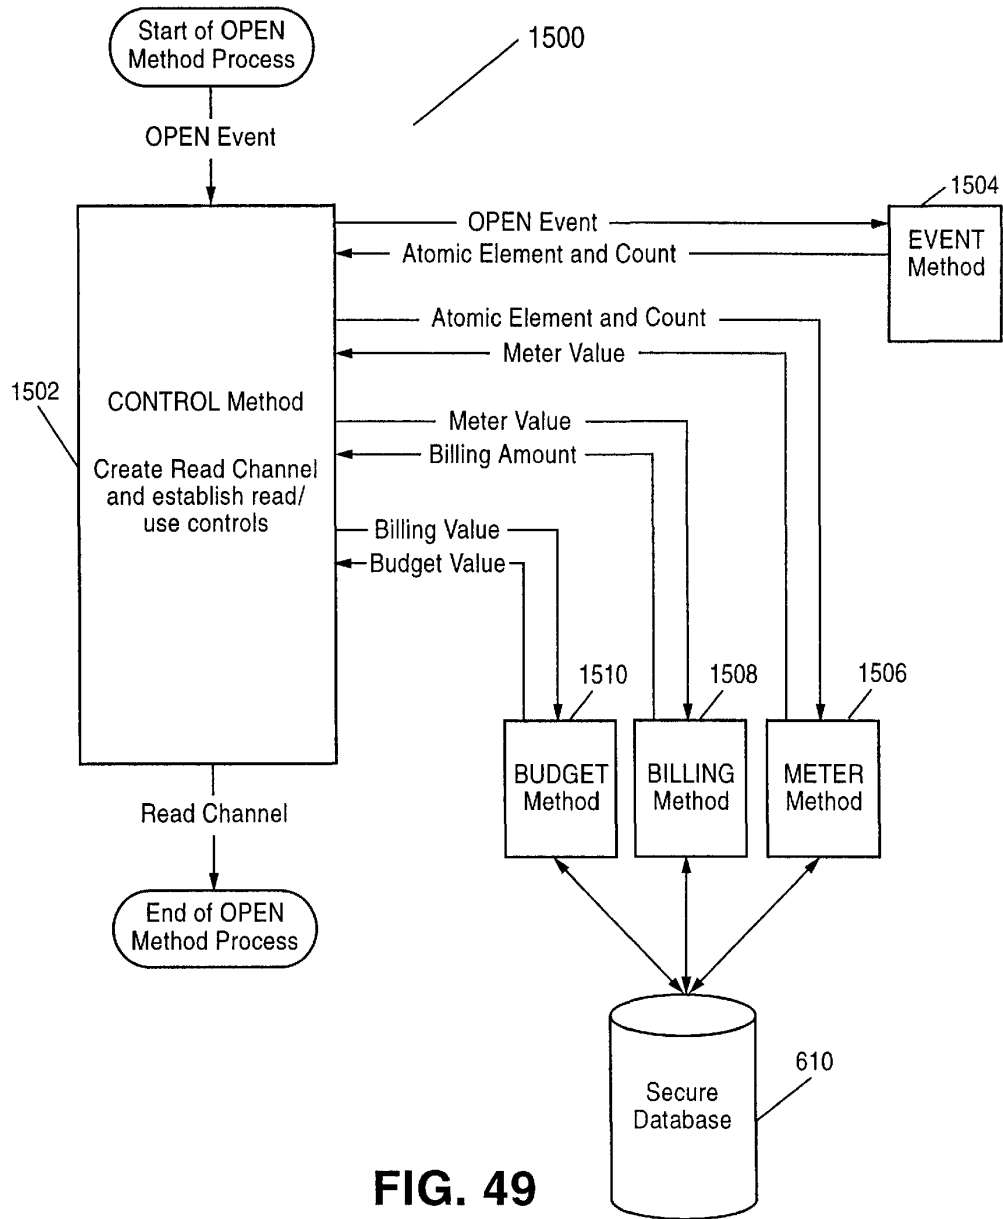 Start of OPEN
Method Process
1500
OPEN Event
1504
OPEN Event
EVENT
Method
Atomic Element and Count
Atomic Element and Count
Meter Value
1502
CONTROL Method
Meter Value
Billing Amount
Create Read Channel
and establish read/
use controls
Billing Value
Budget Value
1510
1508
1506
BUDGET
Method
BILLING
Method
METER
Method
Read Channel
End of OPEN
Method Process
610
Secure
Database
FIG. 49